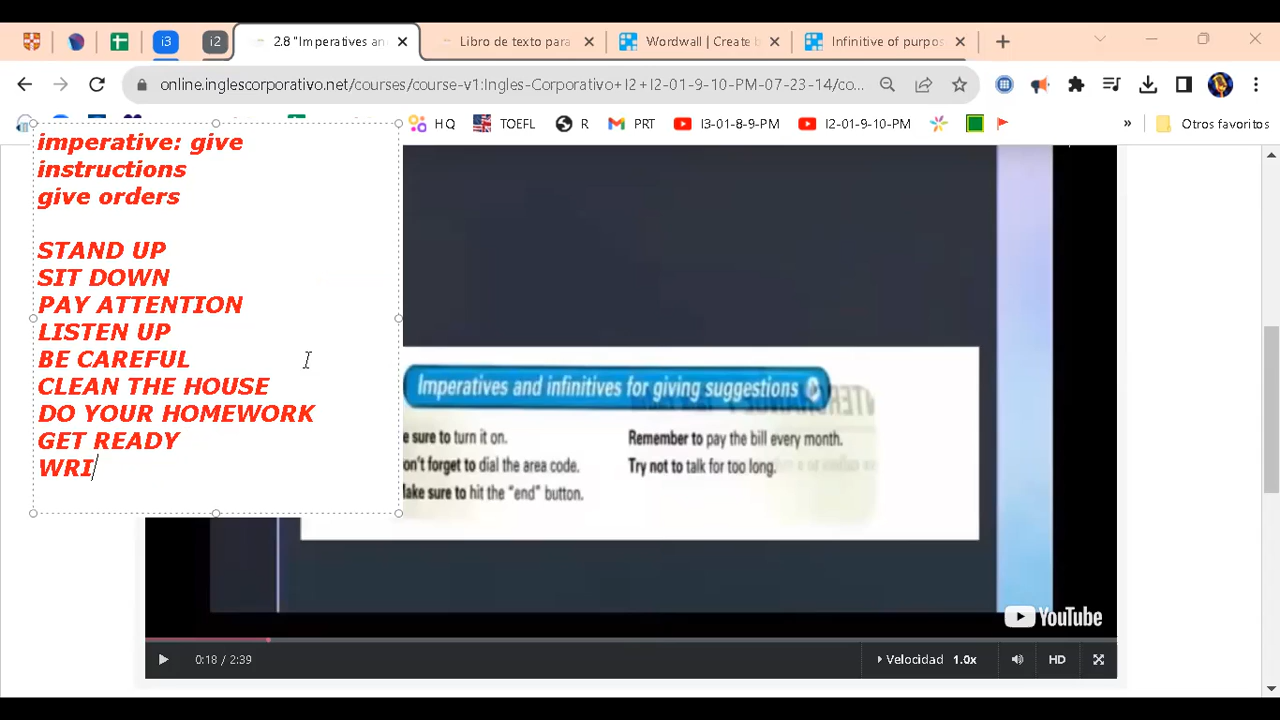 i3
i2
2.8 "Imperatives an
Libro de texto para
Wordwall | Create b
Infinitive of purpos
online.inglescorporativo.net/courses/course-v1:Ingles-Corporativo+I2+I2-01-9-10-PM-07-23-14/co...
HQ
TOEFL
R
PRT
I3-01-8-9-PM
I2-01-9-10-PM
»
Otros favoritos
imperative: give
instructions
give orders
STAND UP
SIT DOWN
PAY ATTENTION
LISTEN UP
BE CAREFUL
CLEAN THE HOUSE
DO YOUR HOMEWORK
GET READY
WRI
Imperatives and infinitives for giving suggestions
e sure to turn it on.
Remember to pay the bill every month.
on't forget to dial the area code.
Try not to talk for too long.
ake sure to hit the "end" button.
YouTube
0:18 / 2:39
Velocidad 1.0x
HD